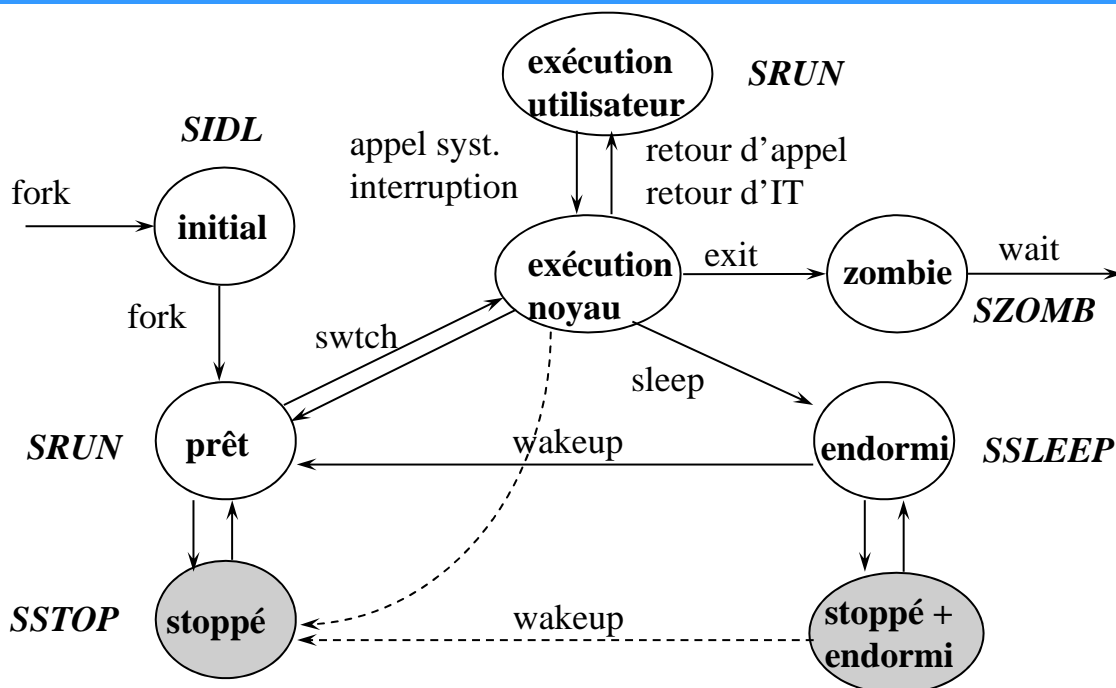 exécution
utilisateur
SRUN
SIDL
appel syst.
interruption
retour d'appel
retour d'IT
fork
initial
exécution
noyau
exit
zombie
wait
SZOMB
fork
swtch
sleep
SRUN
prêt
wakeup
endormi
SSLEEP
SSTOP
stoppé
wakeup
stoppé +
endormi